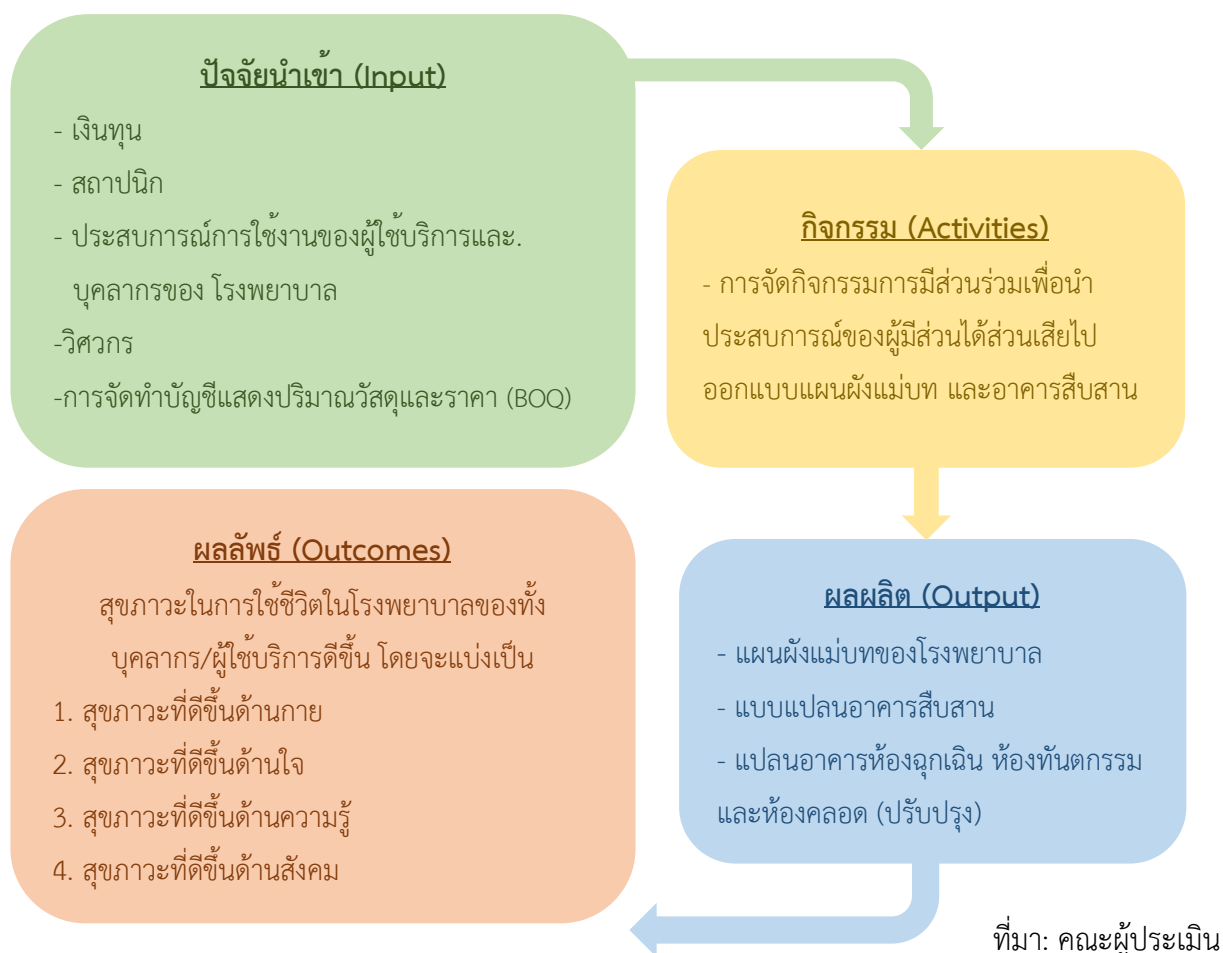 ปัจจัยนำเข้า (Input)
- เงินทุน
- สถาปนิก
- ประสบการณ์การใช้งานของผู้ใช้บริการและ.
บุคลากรของ โรงพยาบาล
-วิศวกร
-การจัดทำบัญชีแสดงปริมาณวัสดุและราคา (BOQ)
กิจกรรม (Activities)
- การจัดกิจกรรมการมีส่วนร่วมเพื่อนำ
ประสบการณ์ของผู้มีส่วนได้ส่วนเสียไป
ออกแบบแผนผังแม่บท และอาคารสืบสาน
ผลผลิต (Output)
- แผนผังแม่บทของโรงพยาบาล
- แบบแปลนอาคารสืบสาน
- แปลนอาคารห้องฉุกเฉิน ห้องทันตกรรม
และห้องคลอด (ปรับปรุง)
ผลลัพธ์ (Outcomes)
สุขภาวะในการใช้ชีวิตในโรงพยาบาลของทั้ง
บุคลากร/ผู้ใช้บริการดีขึ้น โดยจะแบ่งเป็น
1. สุขภาวะที่ดีขึ้นด้านกาย
2. สุขภาวะที่ดีขึ้นด้านใจ
3. สุขภาวะที่ดีขึ้นด้านความรู้
4. สุขภาวะที่ดีขึ้นด้านสังคม
ที่มา: คณะผู้ประเมิน